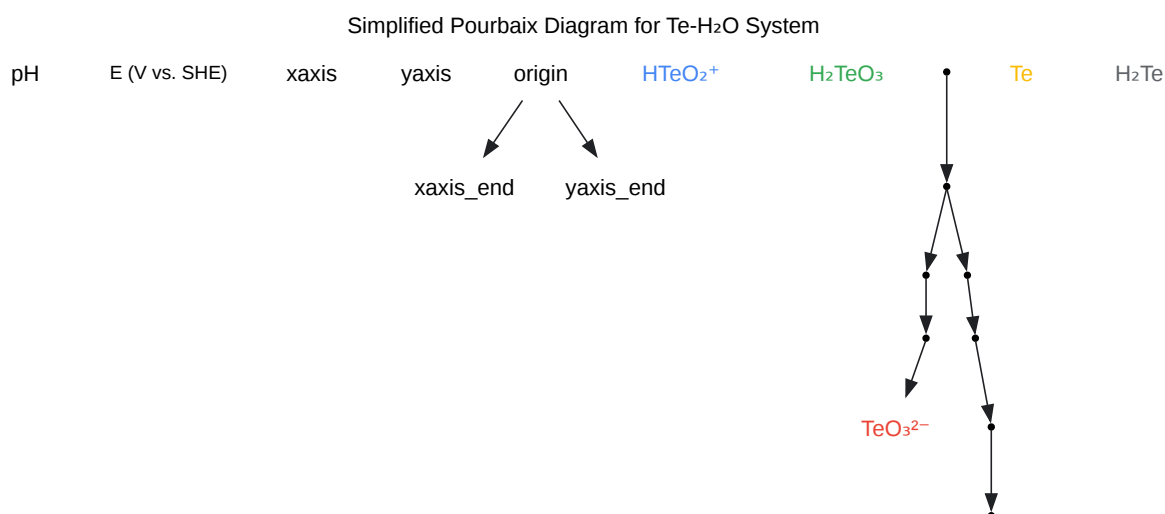 Simplified Pourbaix Diagram for Te-H₂O System
pH E (V vs. SHE) xaxis yaxis origin HTeO₂⁺ H₂TeO₃ Te H₂Te
xaxis_end yaxis_end
TeO₃²⁻